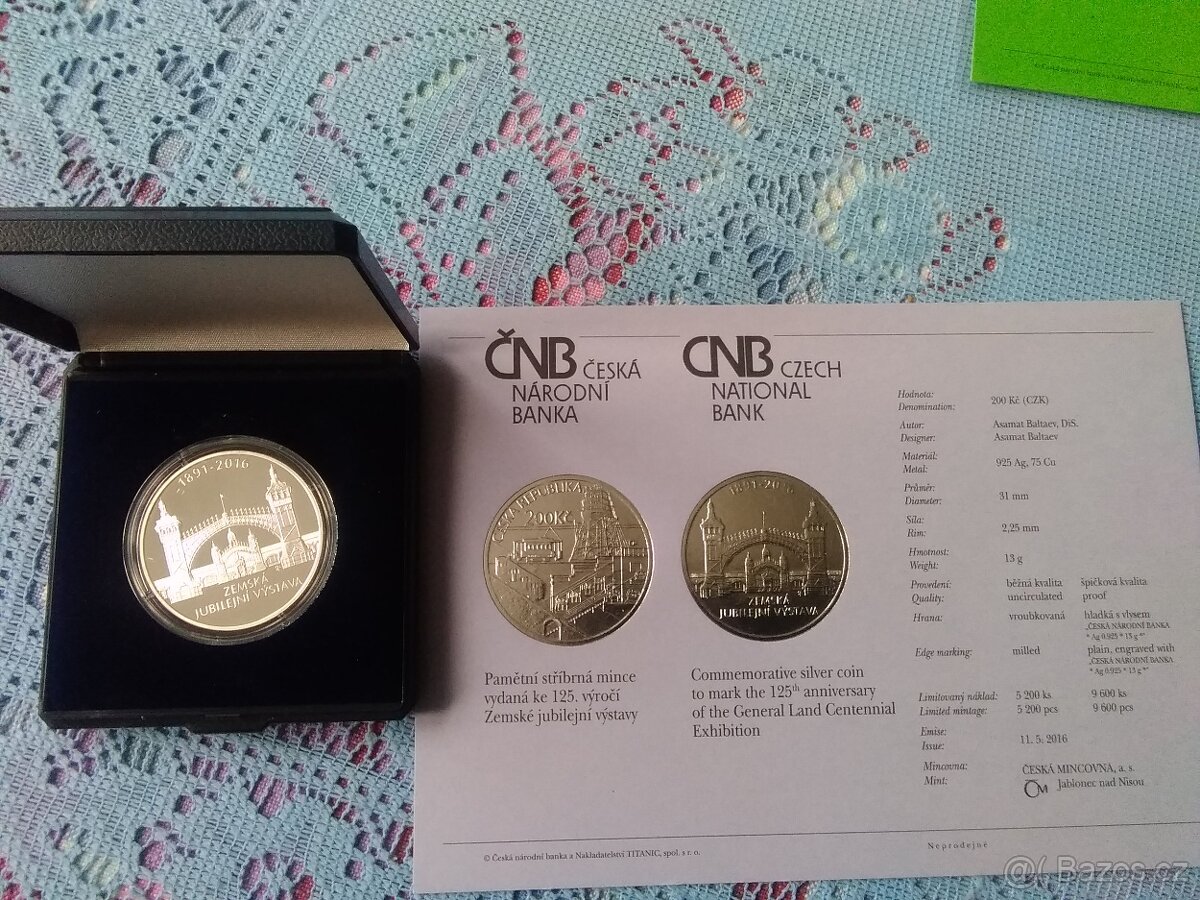 1891-2016
ZEMSKÁ
JUBILEJNÍ VÝSTAVA
ČNB ČESKÁ
NÁRODNÍ
BANKA
CNB CZECH
NATIONAL
BANK
ČESKÁ REPUBLIKA
200Kč
1891-2016
ZEMSKÁ
JUBILEJNÍ VÝSTAVA
Pamětní stříbrná mince
vydaná ke 125. výročí
Zemské jubilejní výstavy
Commemorative silver coin
to mark the 125th anniversary
of the General Land Centennial
Exhibition
Hodnota:
Denomination: 200 Kč (CZK)
Autor: Asamat Baltaev, DiS.
Designer: Asamat Baltaev
Materiál:
Metal: 925 Ag, 75 Cu
Průměr:
Diameter: 31 mm
Síla:
Rim: 2,25 mm
Hmotnost:
Weight: 13 g
Provedení: běžná kvalita špičková kvalita
Quality: uncirculated proof
Hrana: vroubkovaná hladká s vlysem
„ČESKÁ NÁRODNÍ BANKA
* Ag 0.925 * 13 g *“
Edge marking: milled plain, engraved with
„ČESKÁ NÁRODNÍ BANKA
* Ag 0.925 * 13 g *“
Limitovaný náklad: 5 200 ks 9 600 ks
Limited mintage: 5 200 pcs 9 600 pcs
Emise:
Issue: 11. 5. 2016
Mincovna: ČESKÁ MINCOVNA, a. s.
Mint: Jablonec nad Nisou
© Česká národní banka a Nakladatelství TITANIC, spol. s r. o.
Neprodejné
Bazos.cz